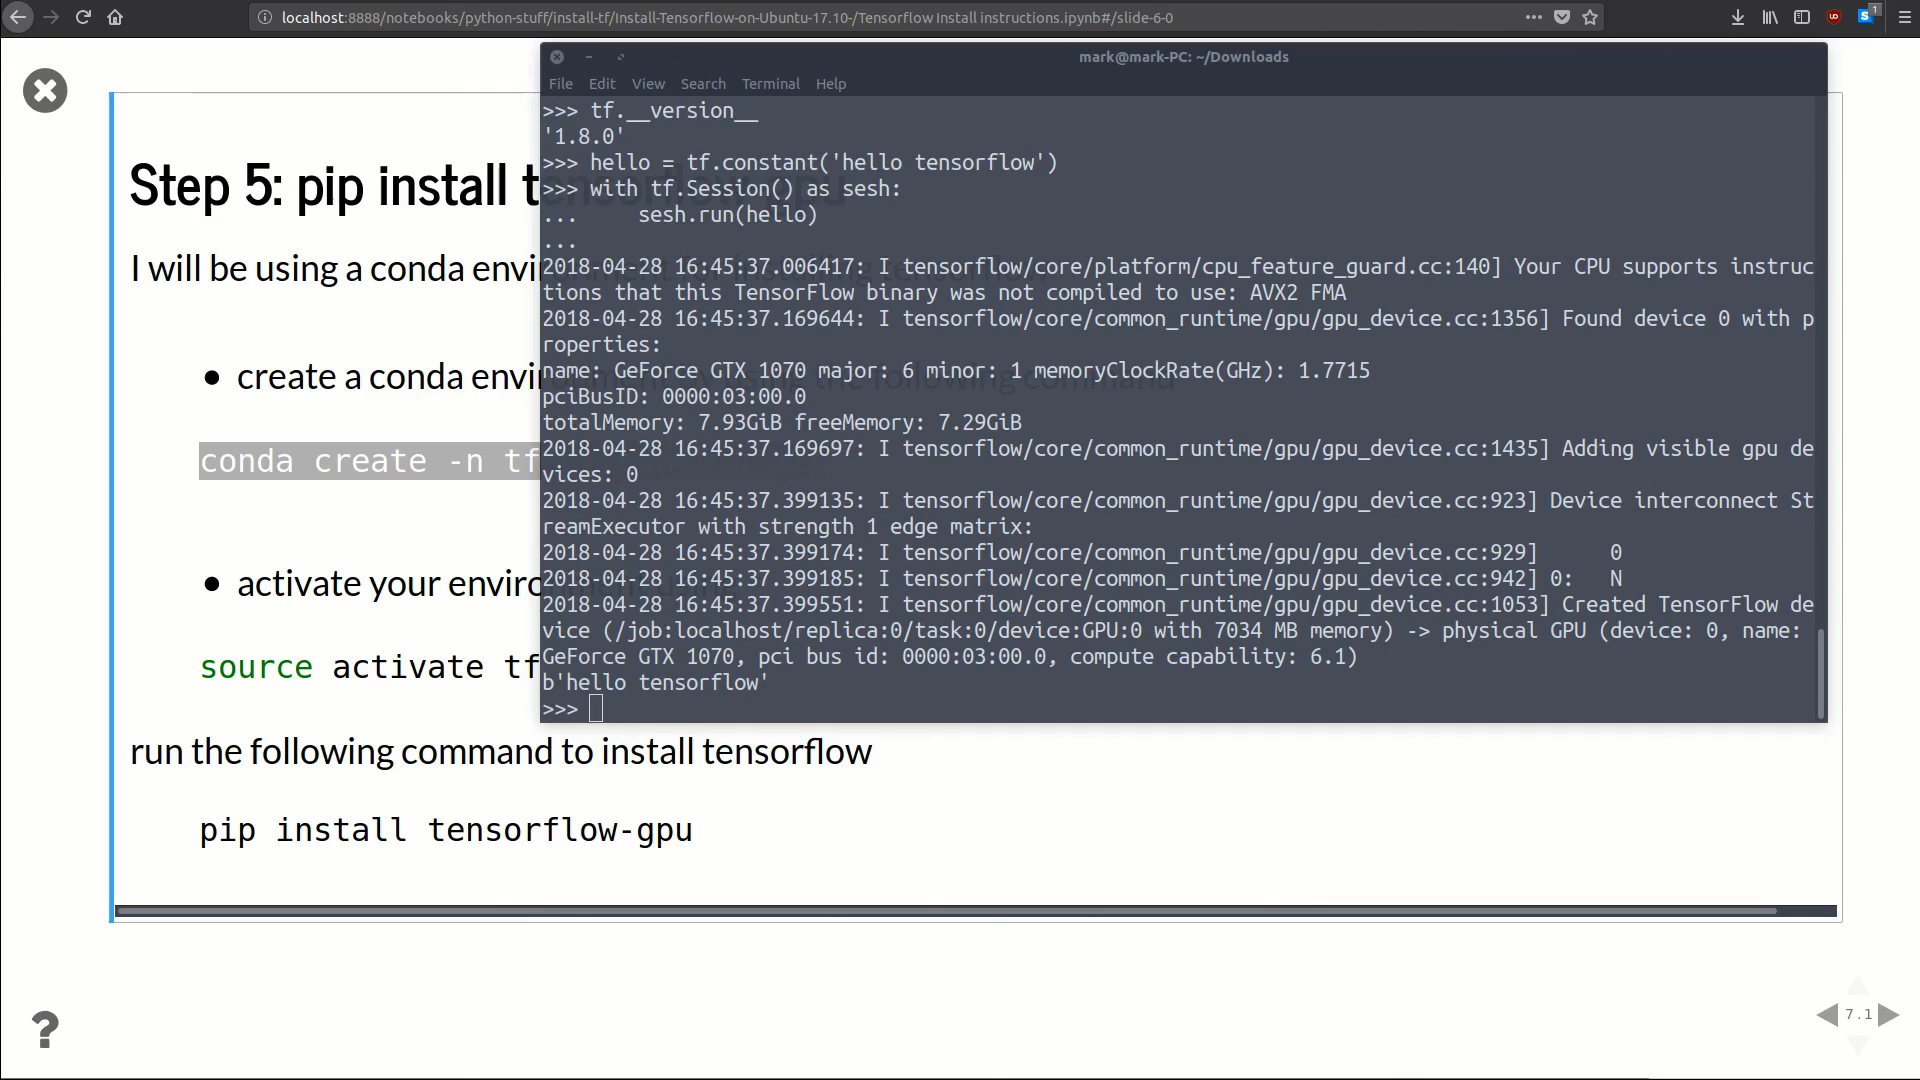 localhost:8888/notebooks/python-stuff/install-tf/Install-Tensorflow-on-Ubuntu-17.10-/Tensorflow Install instructions.ipynb#/slide-6-0
S
1
mark@mark-PC: ~/Downloads
File Edit View Search Terminal Help
>>> tf.__version__
'1.8.0'
>>> hello = tf.constant('hello tensorflow')
>>> with tf.Session() as sesh:
...     sesh.run(hello)
...
2018-04-28 16:45:37.006417: I tensorflow/core/platform/cpu_feature_guard.cc:140] Your CPU supports instruc
tions that this TensorFlow binary was not compiled to use: AVX2 FMA
2018-04-28 16:45:37.169644: I tensorflow/core/common_runtime/gpu/gpu_device.cc:1356] Found device 0 with p
roperties:
name: GeForce GTX 1070 major: 6 minor: 1 memoryClockRate(GHz): 1.7715
pciBusID: 0000:03:00.0
totalMemory: 7.93GiB freeMemory: 7.29GiB
2018-04-28 16:45:37.169697: I tensorflow/core/common_runtime/gpu/gpu_device.cc:1435] Adding visible gpu de
vices: 0
2018-04-28 16:45:37.399135: I tensorflow/core/common_runtime/gpu/gpu_device.cc:923] Device interconnect St
reamExecutor with strength 1 edge matrix:
2018-04-28 16:45:37.399174: I tensorflow/core/common_runtime/gpu/gpu_device.cc:929]      0
2018-04-28 16:45:37.399185: I tensorflow/core/common_runtime/gpu/gpu_device.cc:942] 0:   N
2018-04-28 16:45:37.399551: I tensorflow/core/common_runtime/gpu/gpu_device.cc:1053] Created TensorFlow de
vice (/job:localhost/replica:0/task:0/device:GPU:0 with 7034 MB memory) -> physical GPU (device: 0, name:
GeForce GTX 1070, pci bus id: 0000:03:00.0, compute capability: 6.1)
b'hello tensorflow'
>>>
Step 5: pip install tensorflow gpu
I will be using a conda environment
• create a conda environment by using the following command
conda create -n tf
• activate your environment using
source activate tf
run the following command to install tensorflow
pip install tensorflow-gpu
?
7.1